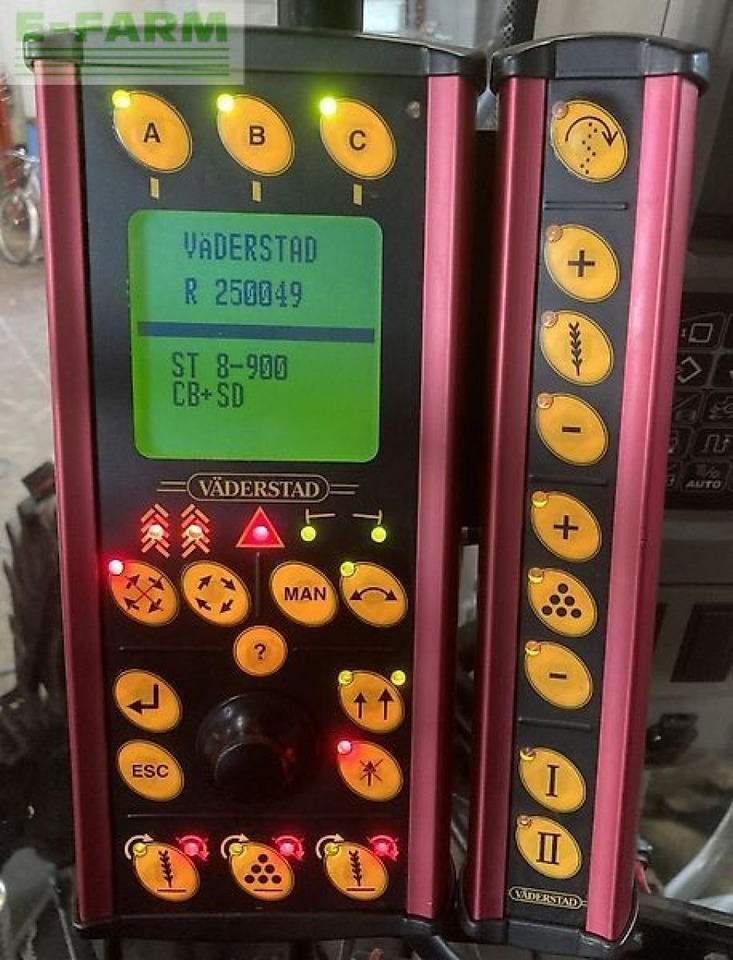 E-FARM
A B C
VäDERSTAD
R 250049
ST 8-900
CB+SD
VÄDERSTAD
MAN
?
ESC
+
-
+
-
I
II
VÄDERSTAD
AUTO